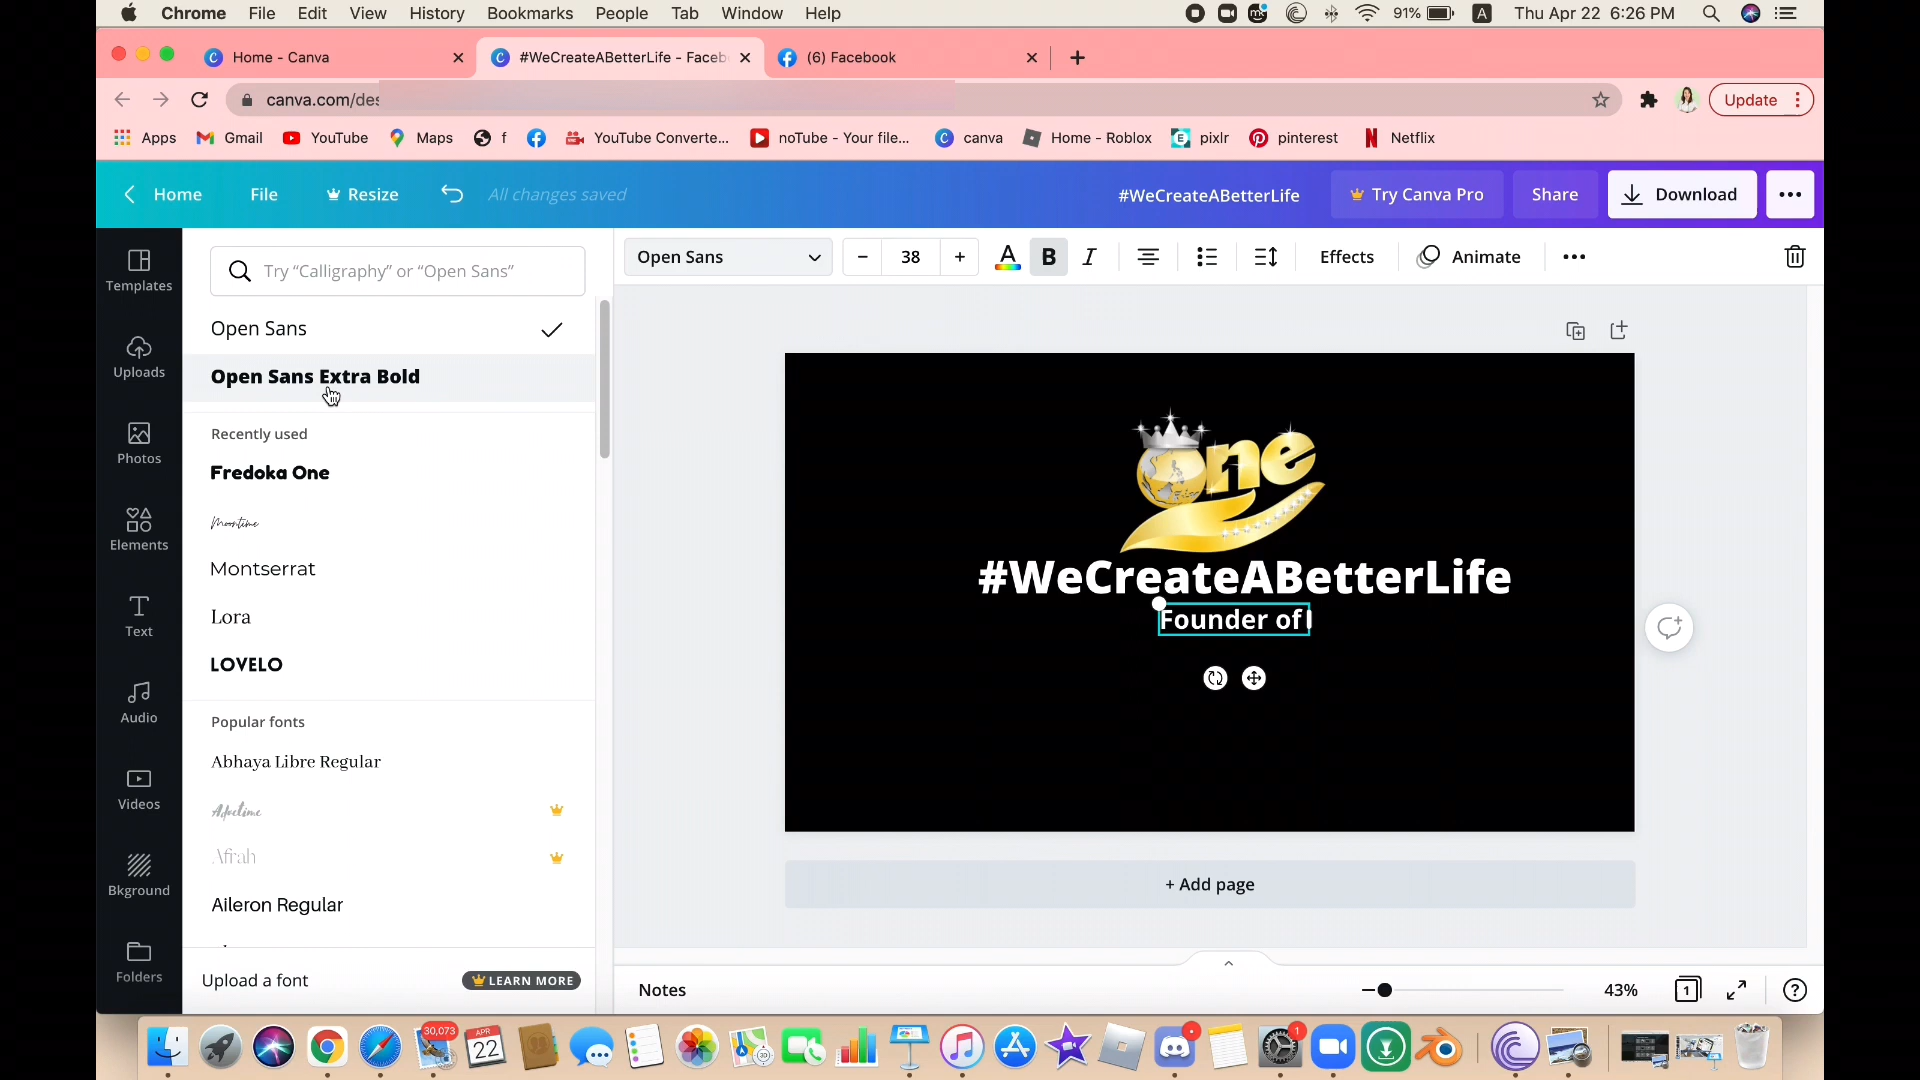 Chrome File Edit View History Bookmarks People Tab Window Help 91% A Thu Apr 22 6:26 PM
Home - Canva #WeCreateABetterLife - Faceb (6) Facebook
canva.com/des Update
Apps Gmail YouTube Maps f YouTube Converte... noTube - Your file... canva Home - Roblox pixlr pinterest Netflix
Home File Resize All changes saved #WeCreateABetterLife Try Canva Pro Share Download
Templates
Uploads
Photos
Elements
Text
Audio
Videos
Bkground
Folders
Try “Calligraphy” or “Open Sans”
Open Sans
Open Sans Extra Bold
Recently used
Fredoka One
Moontime
Montserrat
Lora
LOVELO
Popular fonts
Abhaya Libre Regular
Afrah
Aileron Regular
Upload a font LEARN MORE
Open Sans – 38 + A B I Effects Animate
one
#WeCreateABetterLife
Founder of I
+ Add page
Notes 43% 1
30,073
APR
22
1